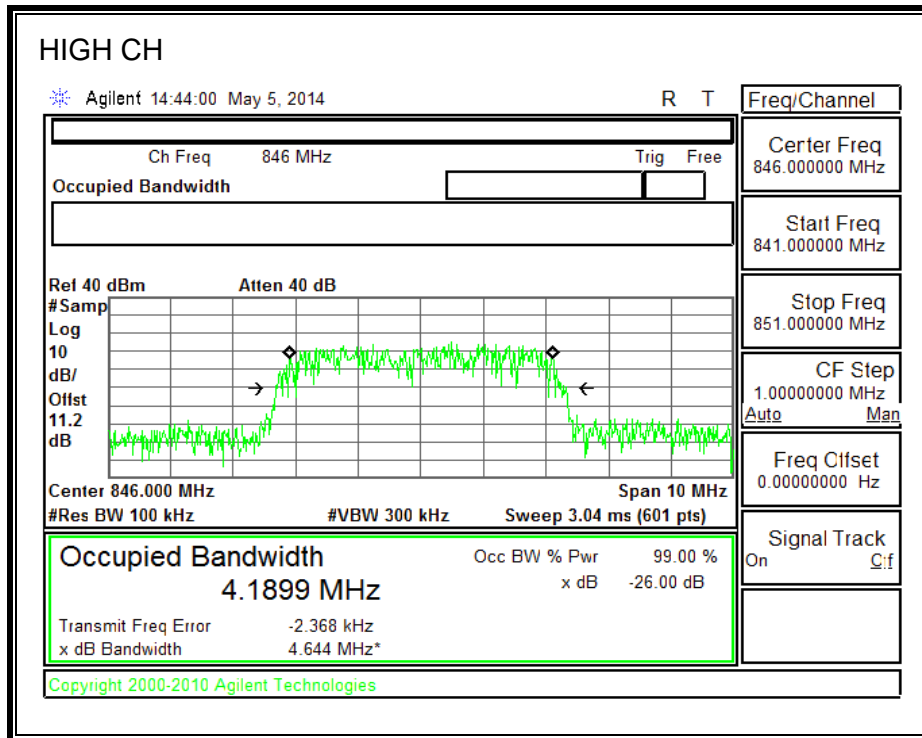 HIGH CH
Agilent 14:44:00 May 5, 2014 R T
Freq/Channel
Ch Freq 846 MHz Trig Free
Occupied Bandwidth
Center Freq
846.000000 MHz
Start Freq
841.000000 MHz
Stop Freq
851.000000 MHz
CF Step
1.00000000 MHz
Auto Man
Freq Offset
0.00000000 Hz
Signal Track
On Off
Ref 40 dBm Atten 40 dB
#Samp
Log
10
dB/
Offst
11.2
dB
Center 846.000 MHz Span 10 MHz
#Res BW 100 kHz #VBW 300 kHz Sweep 3.04 ms (601 pts)
Occupied Bandwidth Occ BW % Pwr 99.00 %
4.1899 MHz x dB -26.00 dB
Transmit Freq Error -2.368 kHz
x dB Bandwidth 4.644 MHz*
Copyright 2000-2010 Agilent Technologies